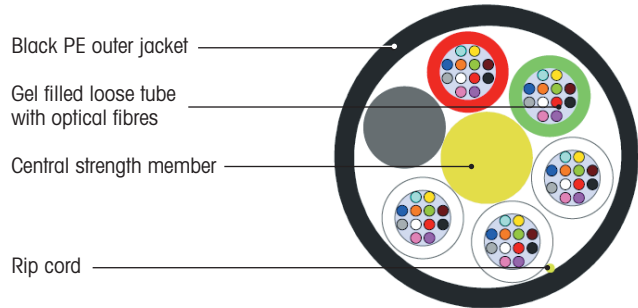 Black PE outer jacket
Gel filled loose tube
with optical fibres
Central strength member
Rip cord